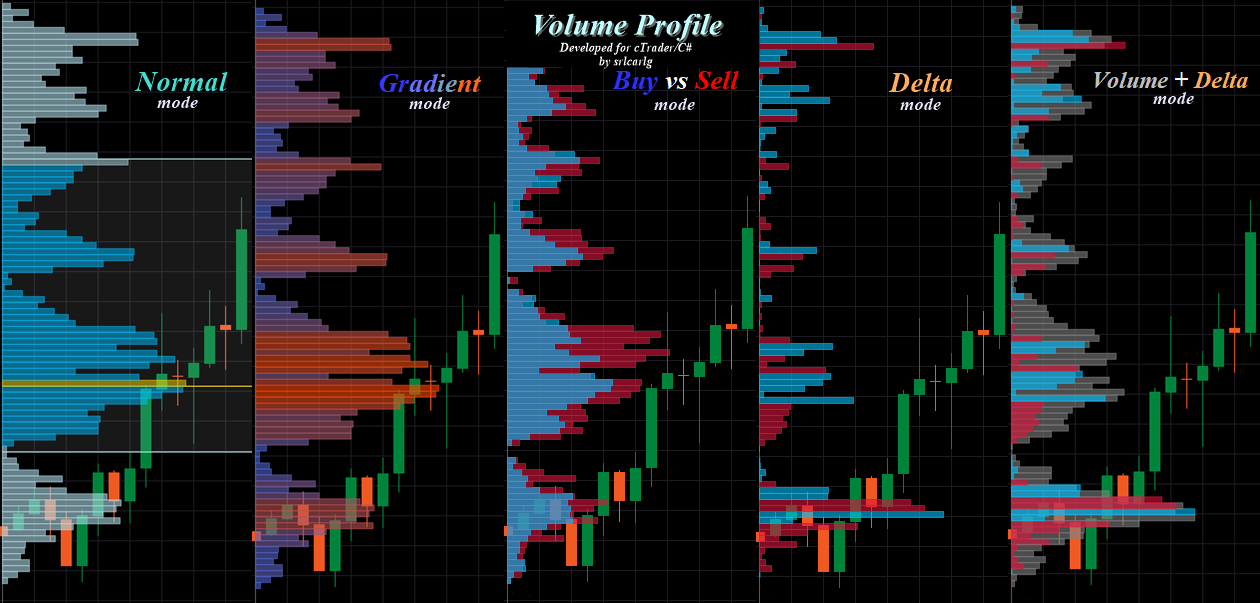 Volume Profile
Developed for cTrader/C#
by srlcarlg
Normal
mode
Gradient
mode
Buy vs Sell
mode
Delta
mode
Volume + Delta
mode